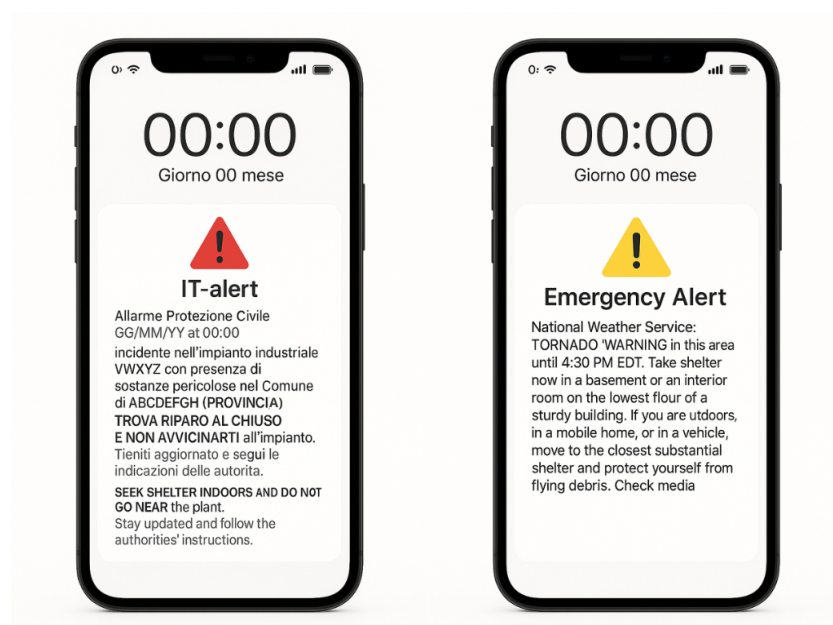 00:00
Giorno 00 mese
IT-alert
Allarme Protezione Civile
GG/MM/YY at 00:00
incidente nell'impianto industriale
VWXYZ con presenza di
sostanze pericolose nel Comune
di ABCDEFGH (PROVINCIA)
TROVA RIPARO AL CHIUSO
E NON AVVICINARTI all'impianto.
Tieniti aggiornato e segui le
indicazioni delle autorita.
SEEK SHELTER INDOORS AND DO NOT
GO NEAR the plant.
Stay updated and follow the
authorities' instructions.
00:00
Giorno 00 mese
Emergency Alert
National Weather Service:
TORNADO 'WARNING in this area
until 4:30 PM EDT. Take shelter
now in a basement or an interior
room on the lowest flour of a
sturdy building. If you are utdoors,
in a mobile home, or in a vehicle,
move to the closest substantial
shelter and protect yourself from
flying debris. Check media